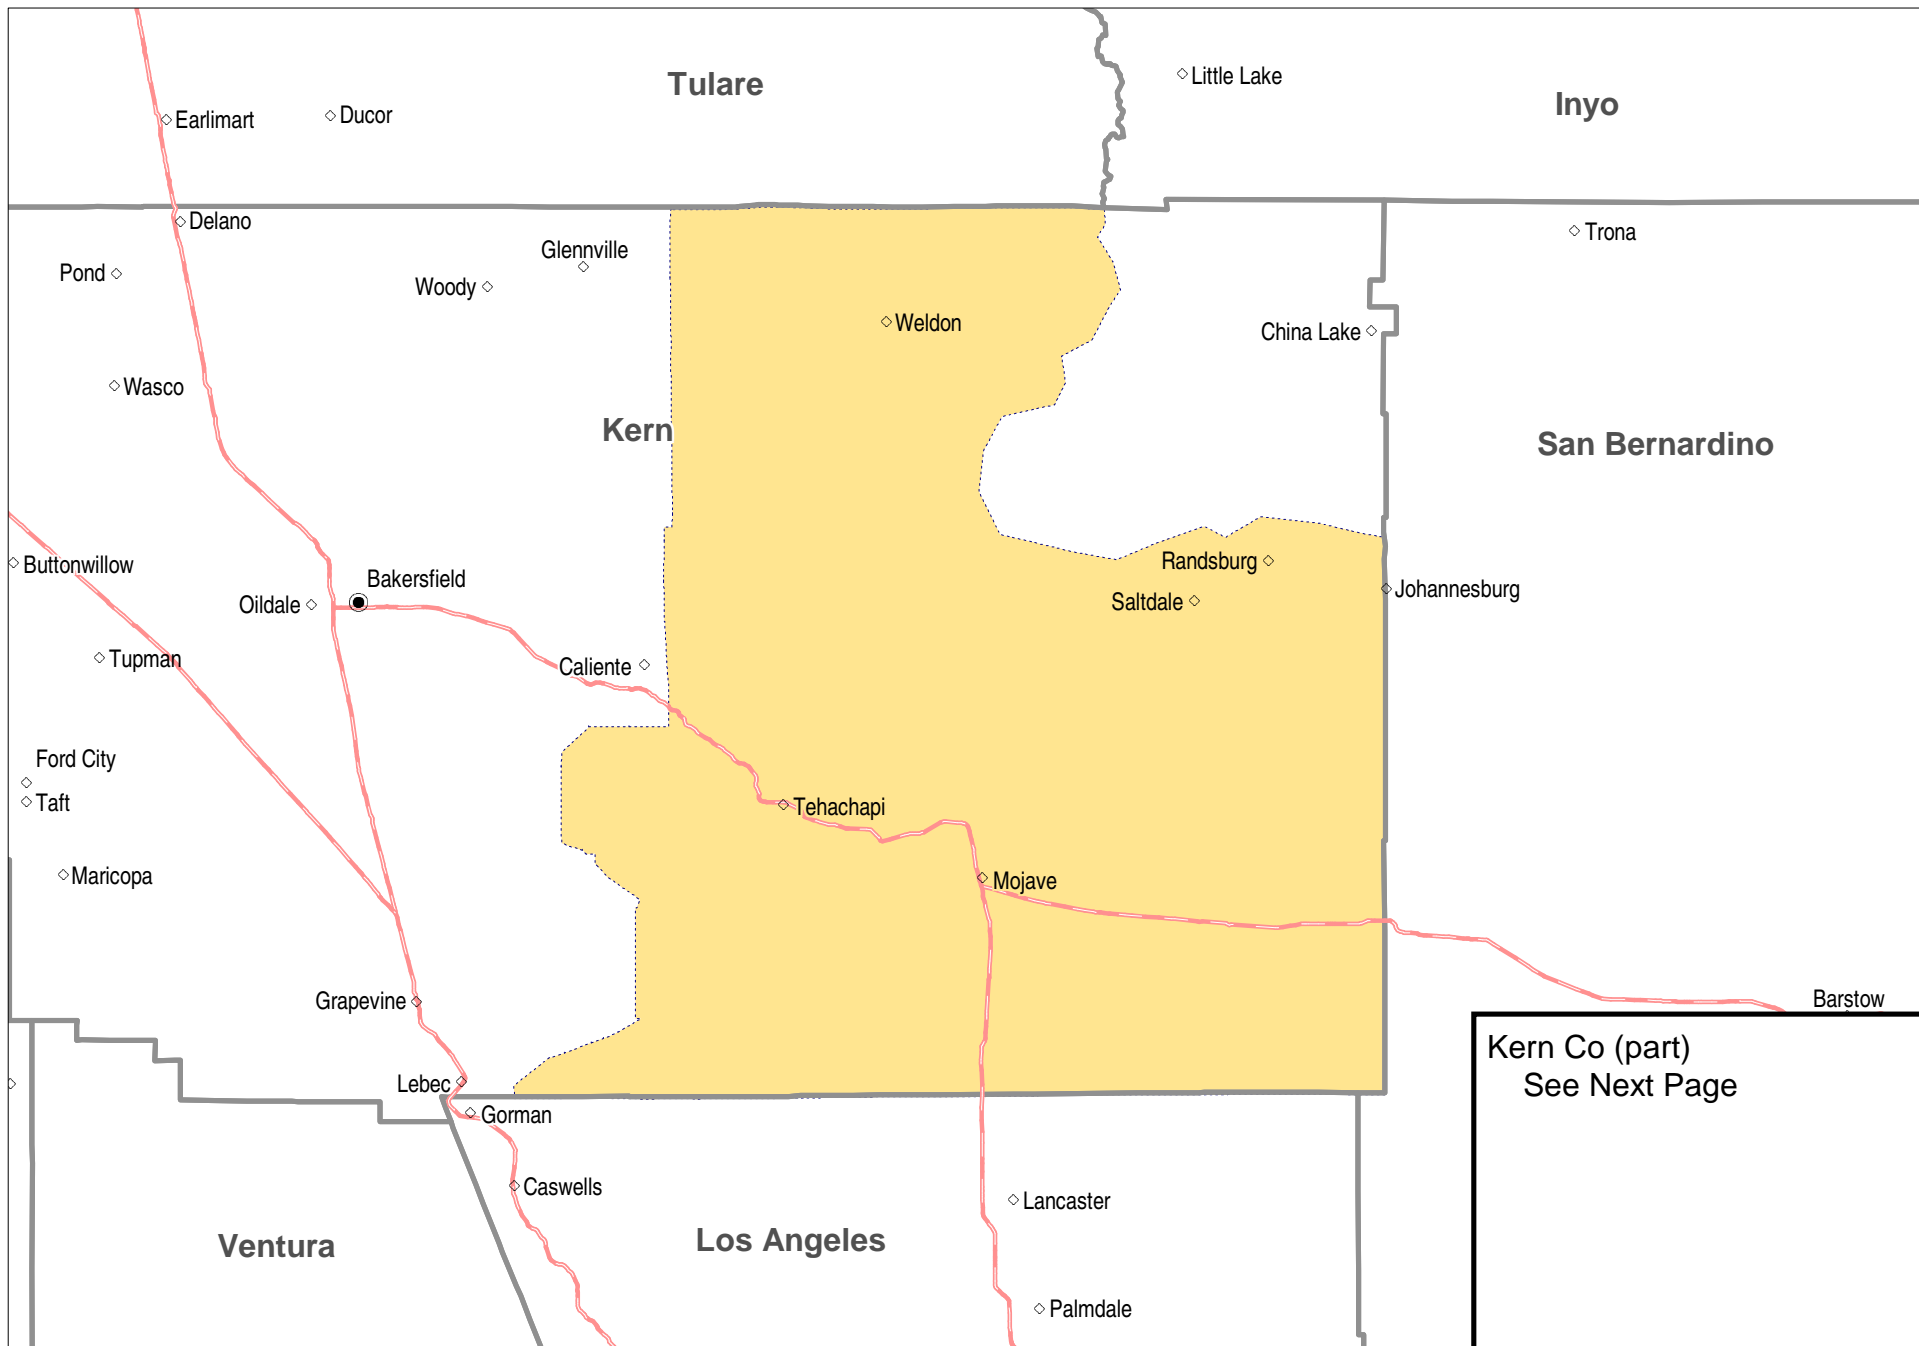 Tulare
Little Lake
Inyo
Earlimart
Ducor
Delano
Trona
Glennville
Pond
Woody
Weldon
China Lake
Wasco
Kern
San Bernardino
Buttonwillow
Randsburg
Bakersfield
Johannesburg
Oildale
Saltdale
Tupman
Caliente
Ford City
Taft
Tehachapi
Maricopa
Mojave
Grapevine
Barstow
Kern Co (part)
See Next Page
Lebec
Gorman
Caswells
Lancaster
Ventura
Los Angeles
Palmdale